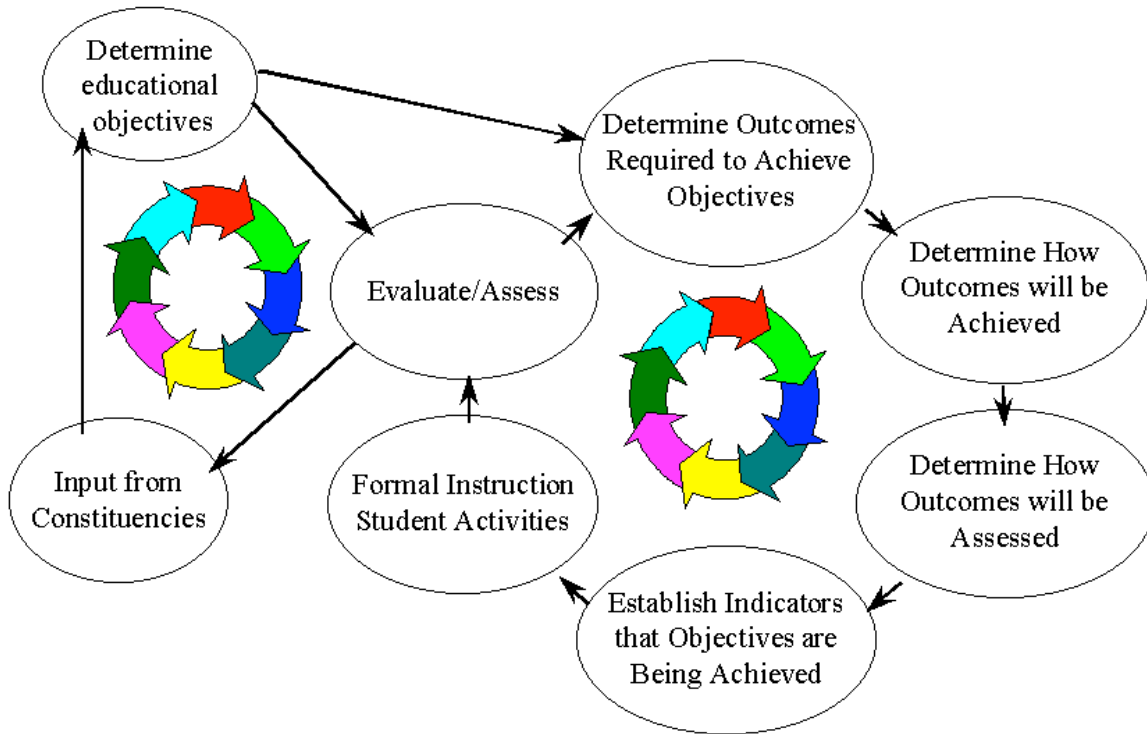 Determine
educational
objectives
Determine Outcomes
Required to Achieve
Objectives
Evaluate/Assess
Determine How
Outcomes will be
Achieved
Input from
Constituencies
Formal Instruction
Student Activities
Determine How
Outcomes will be
Assessed
Establish Indicators
that Objectives are
Being Achieved